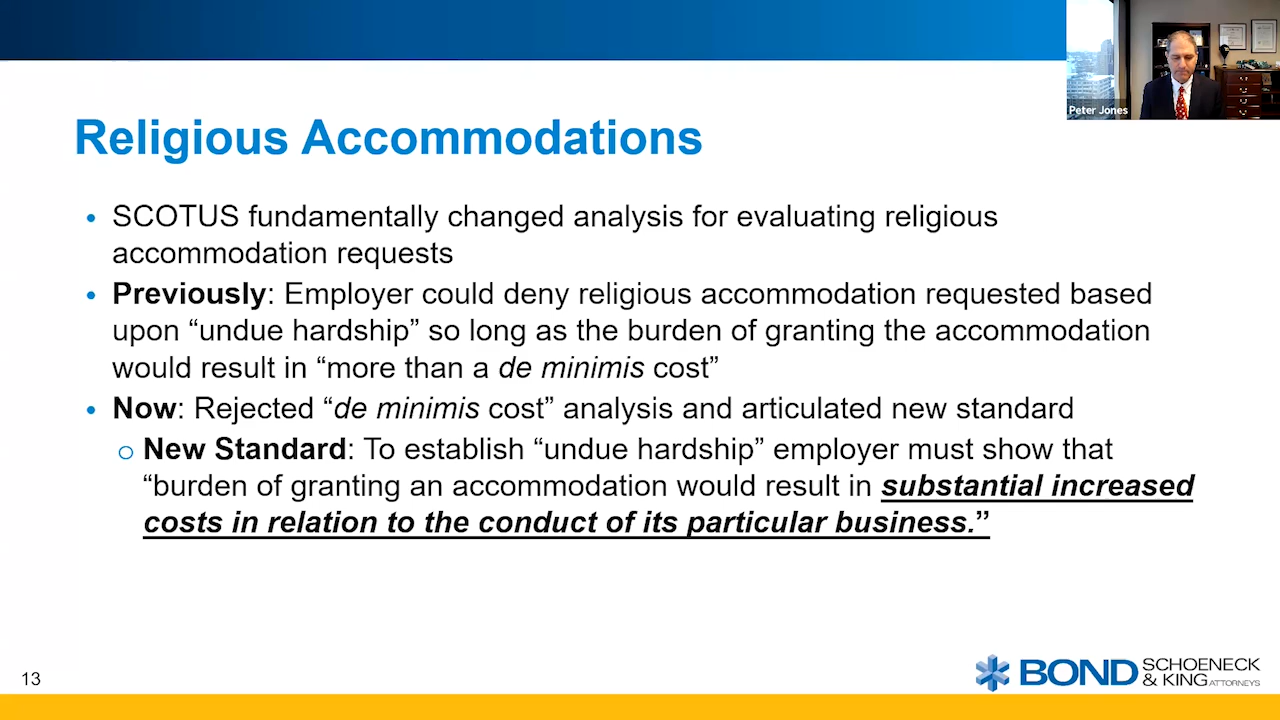 Peter Jones
Religious Accommodations
• SCOTUS fundamentally changed analysis for evaluating religious
accommodation requests
• Previously: Employer could deny religious accommodation requested based
upon “undue hardship” so long as the burden of granting the accommodation
would result in “more than a de minimis cost”
• Now: Rejected “de minimis cost” analysis and articulated new standard
o New Standard: To establish “undue hardship” employer must show that
“burden of granting an accommodation would result in substantial increased
costs in relation to the conduct of its particular business.”
13
BOND SCHOENECK
& KING ATTORNEYS